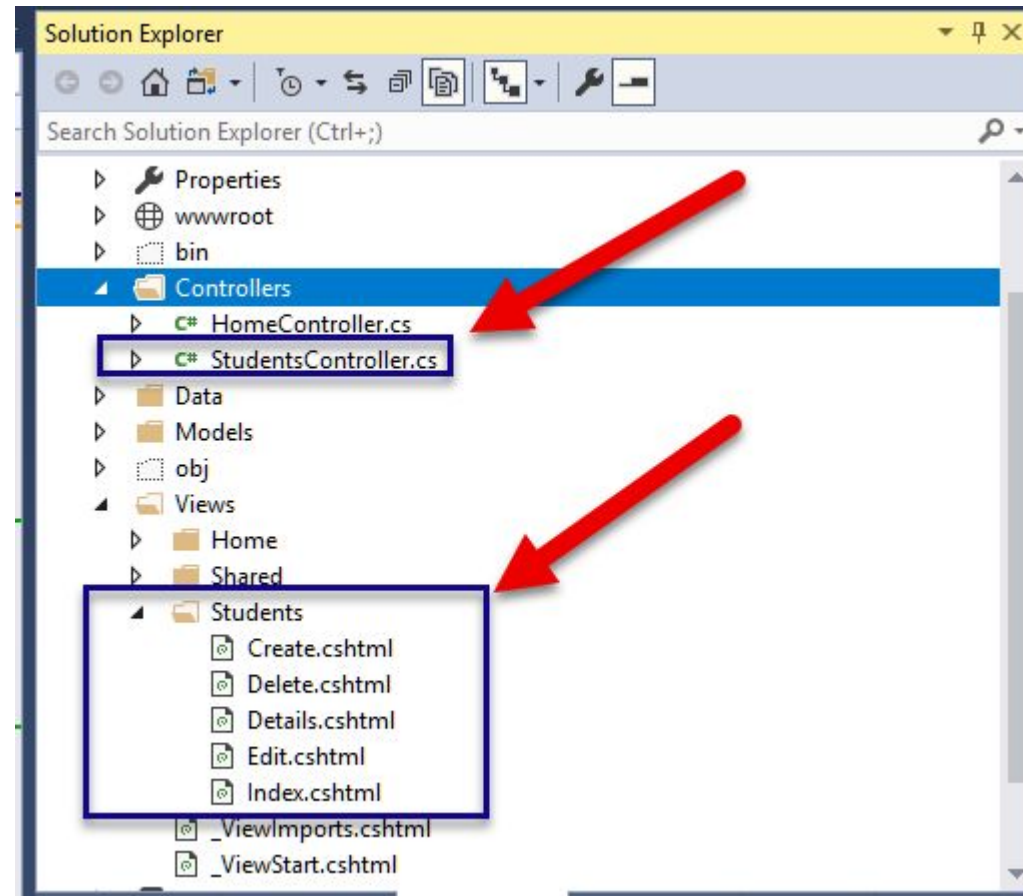 Solution Explorer
Search Solution Explorer (Ctrl+;)
Properties
wwwroot
bin
Controllers
C# HomeController.cs
C# StudentsController.cs
Data
Models
obj
Views
Home
Shared
Students
Create.cshtml
Delete.cshtml
Details.cshtml
Edit.cshtml
Index.cshtml
_ViewImports.cshtml
_ViewStart.cshtml